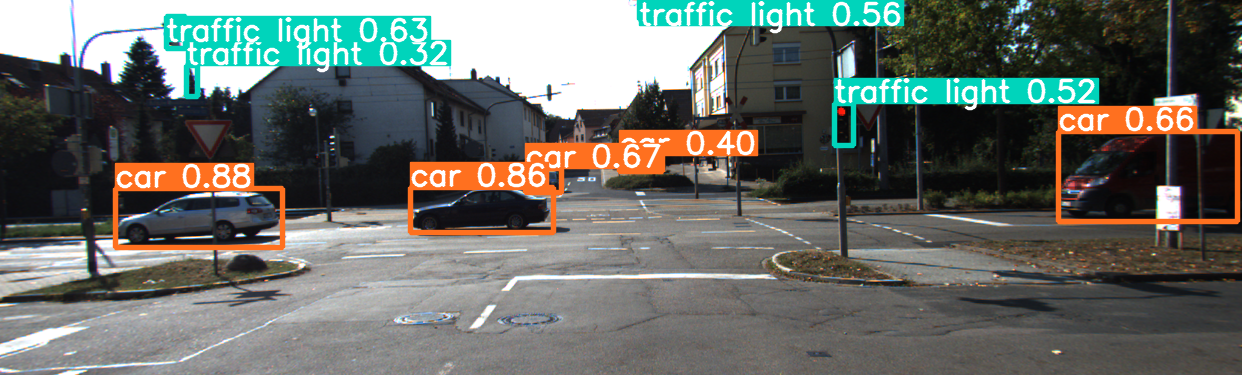 traffic light 0.56
traffic light 0.63
traffic light 0.32
traffic light 0.52
car 0.66
car 0.40
car 0.67
car 0.86
car 0.88